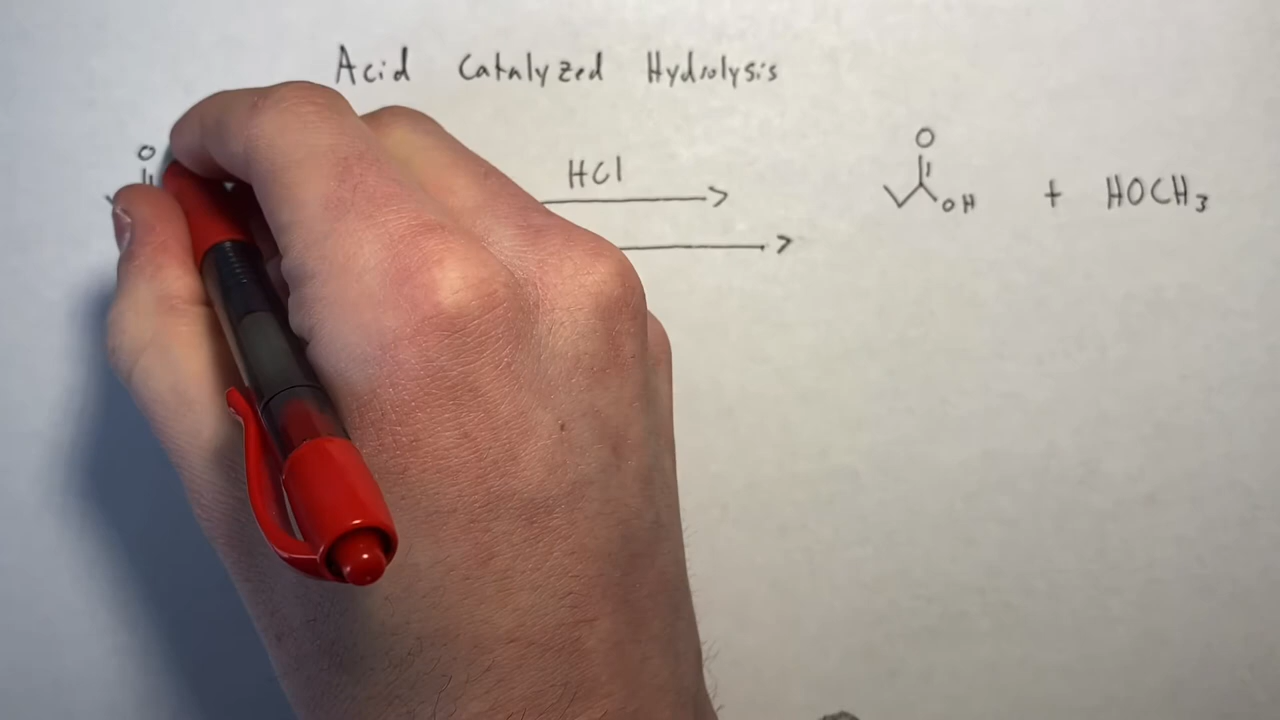 Acid Catalyzed Hydrolysis
O HCl O
OH + HOCH3